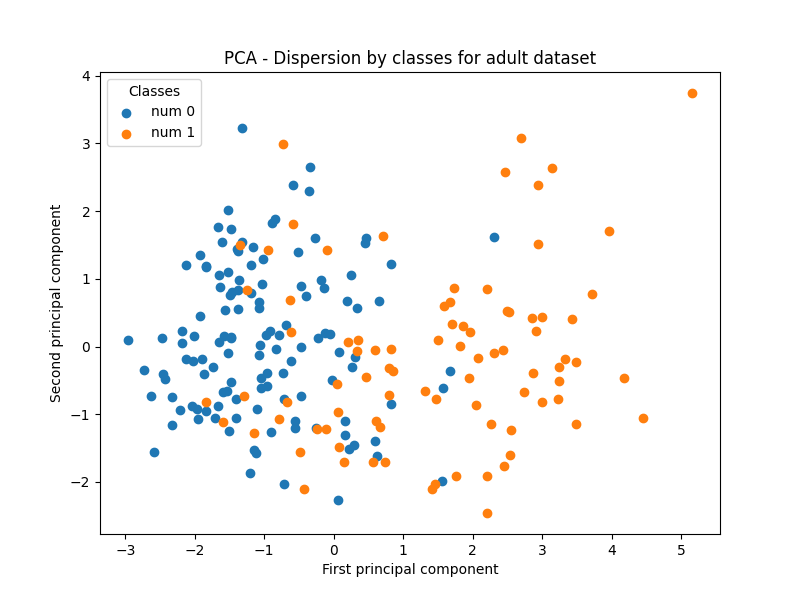 PCA - Dispersion by classes for adult dataset
Classes
num 0
num 1
4
3
2
1
0
−1
−2
Second principal component
−3
−2
−1
0
1
2
3
4
5
First principal component